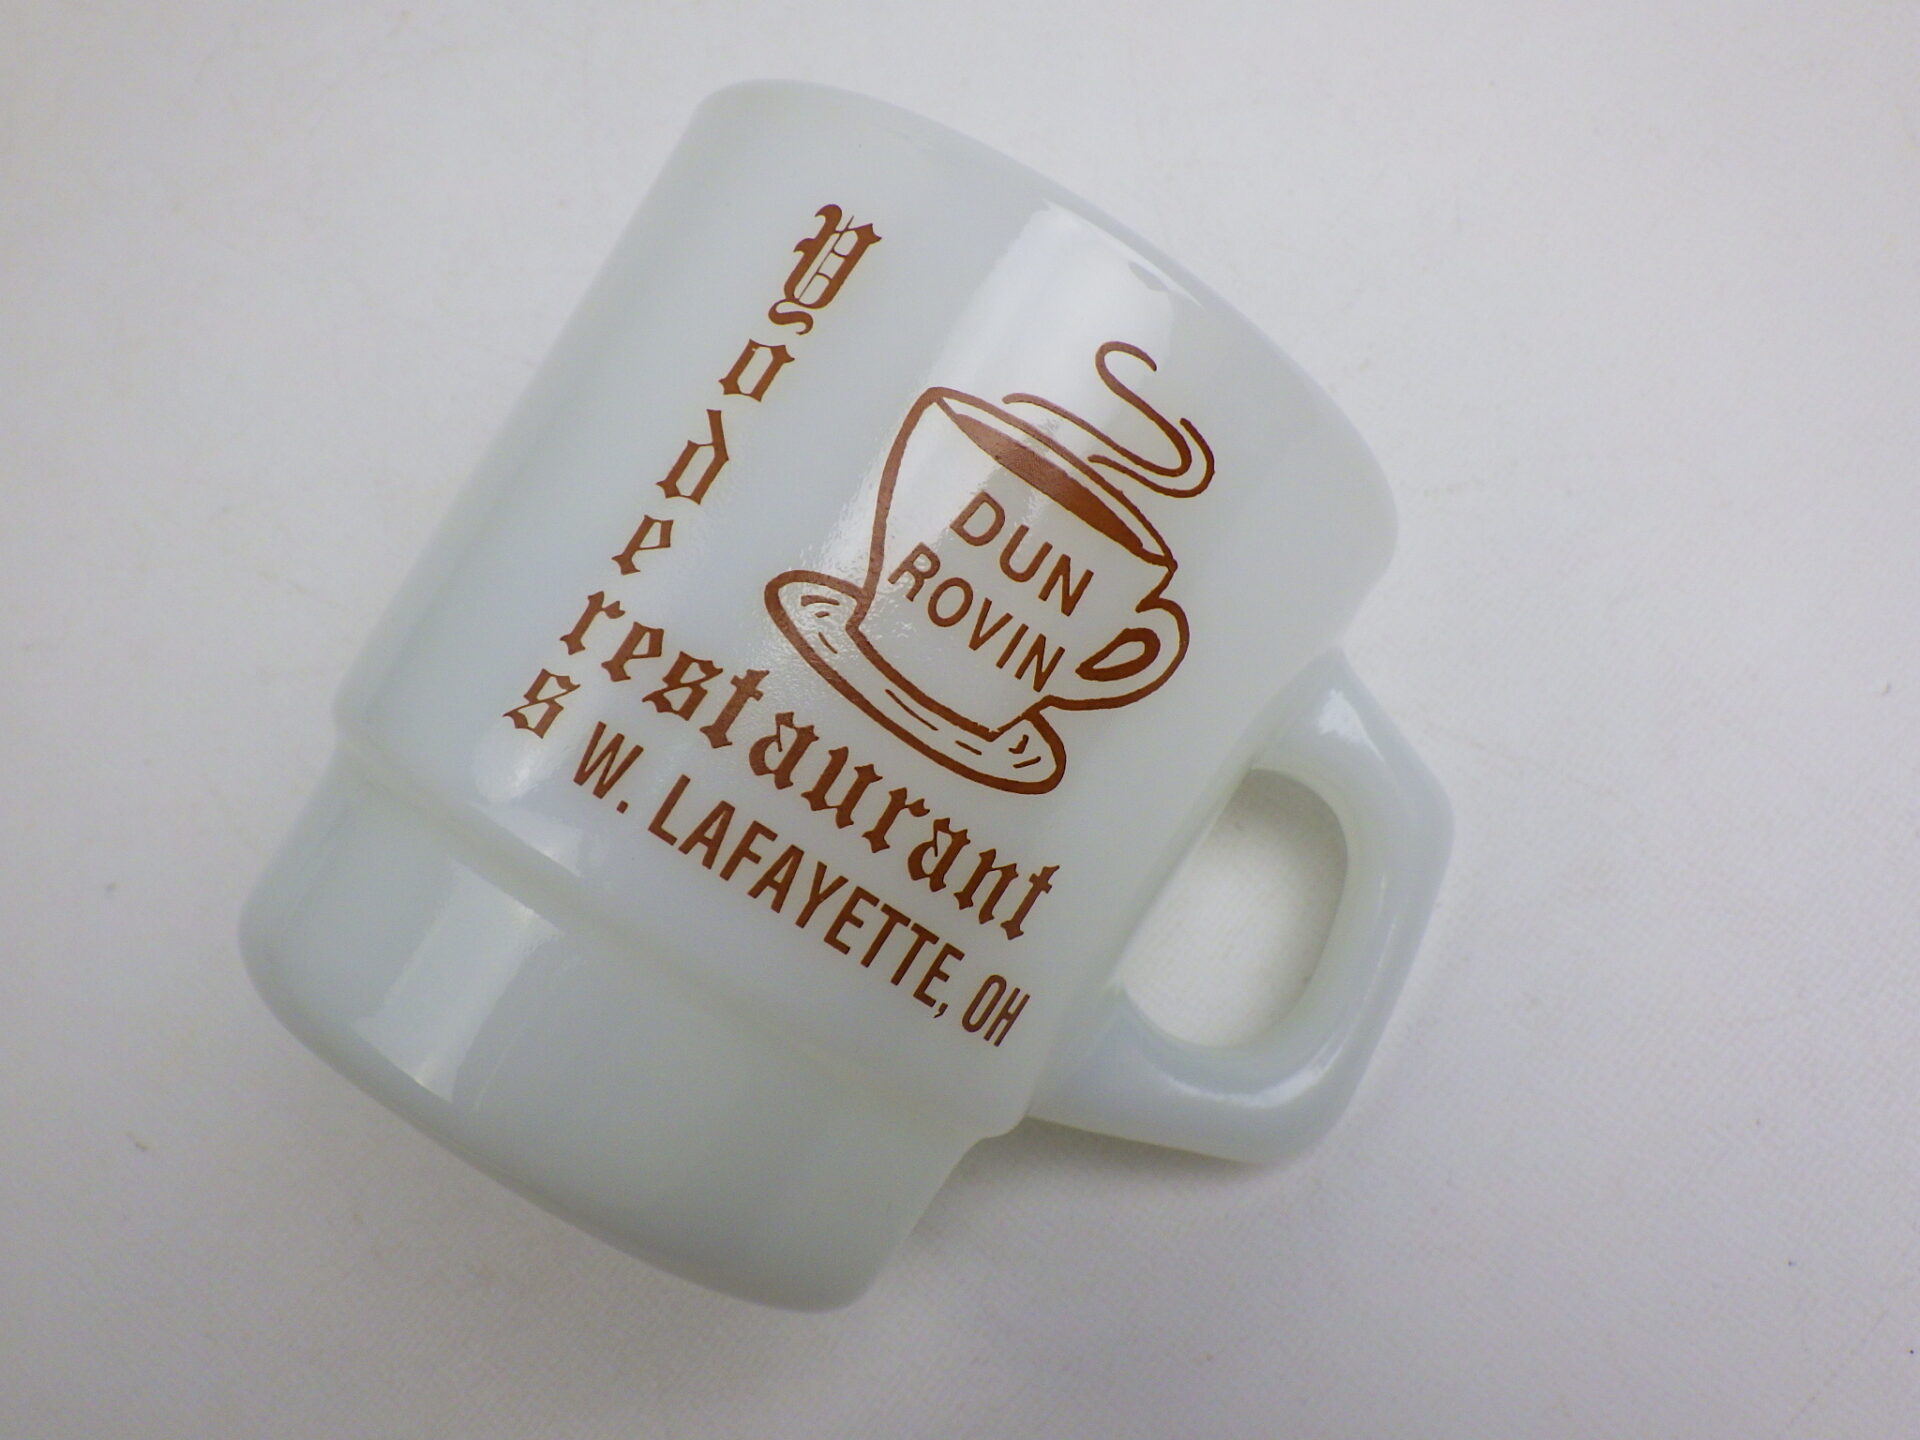 Yoders
restaurant
W. LAFAYETTE, OH
DUN
ROVIN